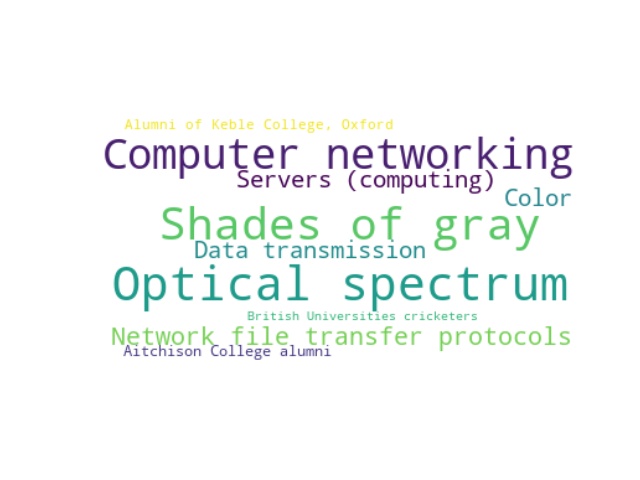 Alumni of Keble College, Oxford
Computer networking
Servers (computing)
Color
Shades of gray
Data transmission
Optical spectrum
British Universities cricketers
Network file transfer protocols
Aitchison College alumni